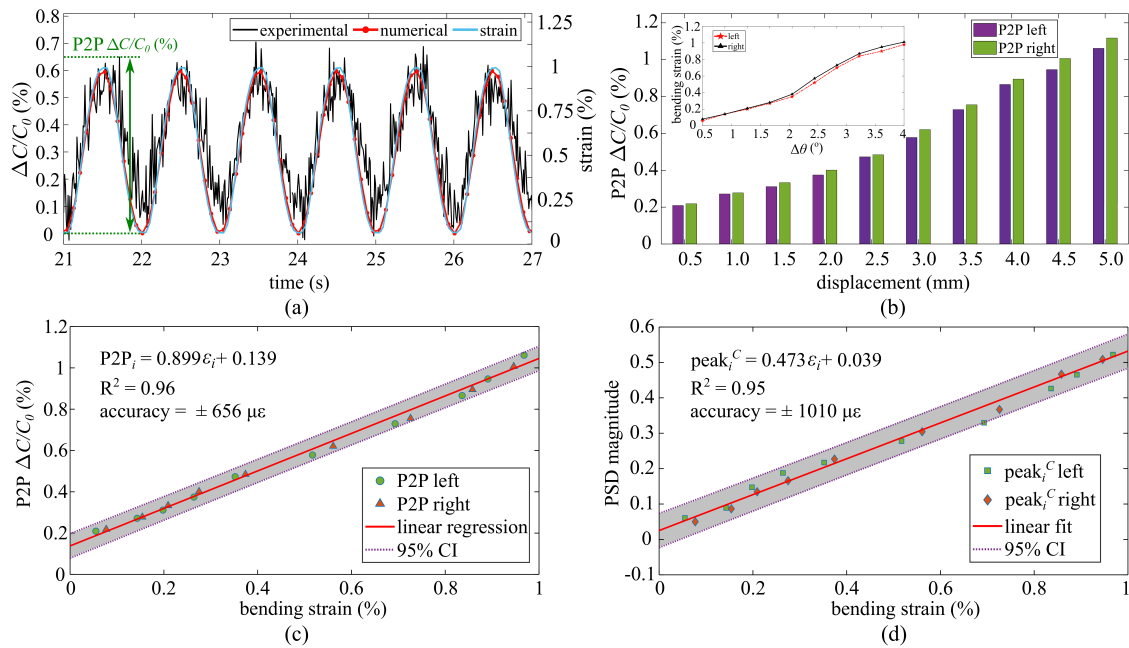 experimental numerical strain
P2P ΔC/C₀ (%)
ΔC/C₀ (%)
0.8
0.7
0.6
0.5
0.4
0.3
0.2
0.1
0
1.25
1
0.75
0.5
0.25
0
strain (%)
21 22 23 24 25 26 27
time (s)
(a)
P2P ΔC/C₀ (%)
1.2
1
0.8
0.6
0.4
0.2
0
P2P left
P2P right
bending strain (%)
1.2
1
0.8
0.6
0.4
0.2
0
left
right
0.5 1 1.5 2 2.5 3 3.5 4
Δθ (°)
0.5 1.0 1.5 2.0 2.5 3.0 3.5 4.0 4.5 5.0
displacement (mm)
(b)
P2P ΔC/C₀ (%)
1.2
1
0.8
0.6
0.4
0.2
0
P2Pᵢ = 0.899εᵢ + 0.139
R² = 0.96
accuracy = ± 656 µε
P2P left
P2P right
linear regression
95% CI
0 0.2 0.4 0.6 0.8 1
bending strain (%)
(c)
PSD magnitude
0.6
0.5
0.4
0.3
0.2
0.1
0
-0.1
peakᵢᶜ = 0.473εᵢ + 0.039
R² = 0.95
accuracy = ± 1010 µε
peakᵢᶜ left
peakᵢᶜ right
linear fit
95% CI
0 0.2 0.4 0.6 0.8 1
bending strain (%)
(d)